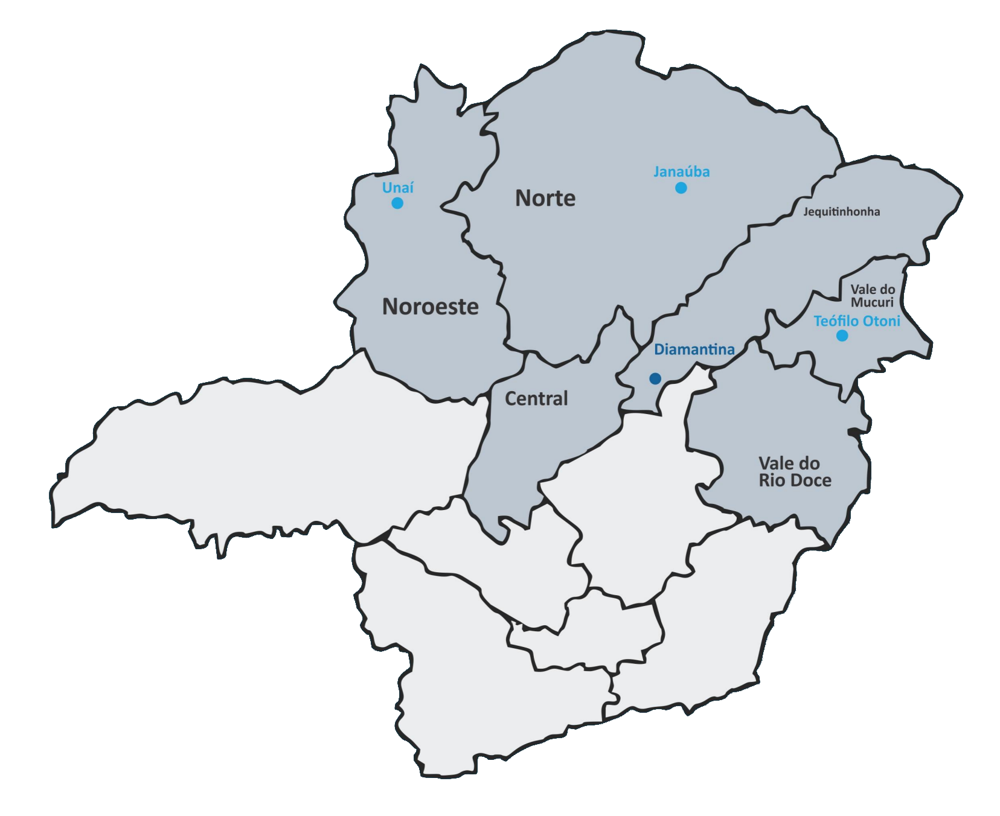 Janaúba
Unaí
Norte
Jequitinhonha
Vale do
Mucuri
Noroeste
Teófilo Otoni
Diamantina
Central
Vale do
Rio Doce